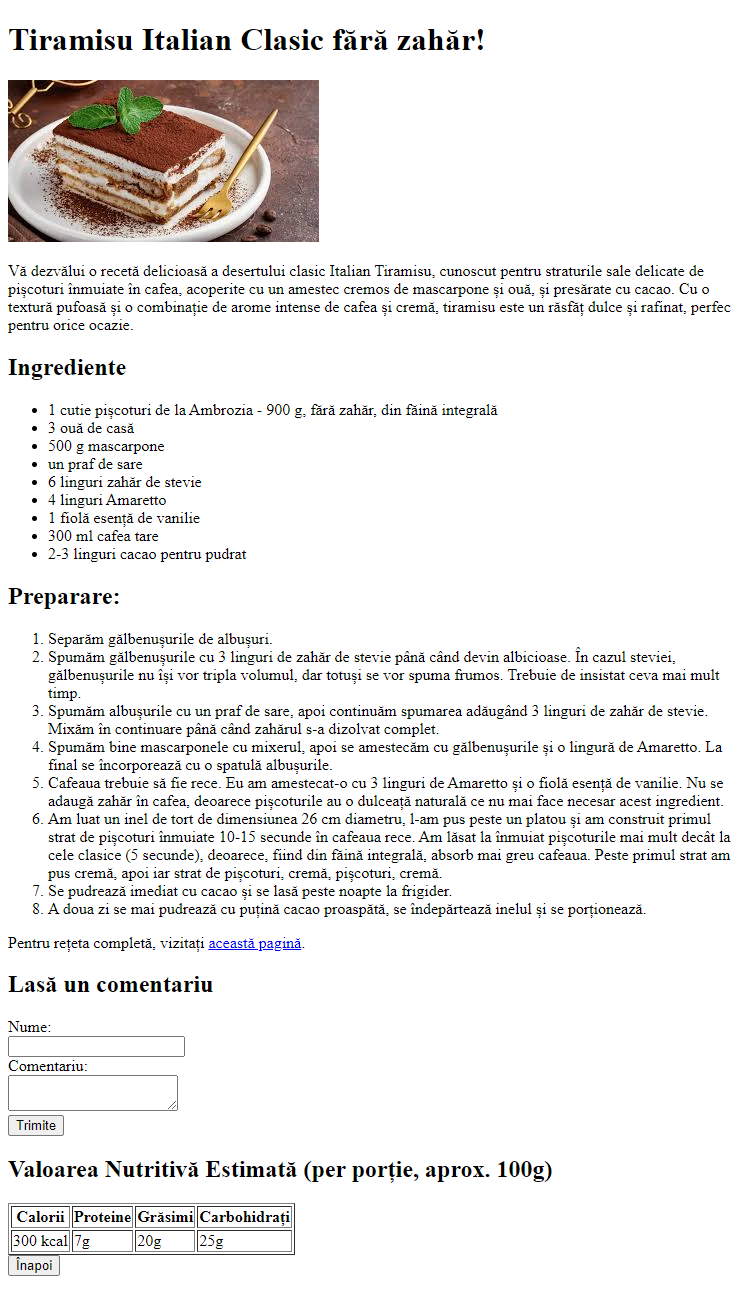 Tiramisu Italian Clasic fără zahăr!
Vă dezvălui o recetă delicioasă a desertului clasic Italian Tiramisu, cunoscut pentru straturile sale delicate de
pișcoturi înmuiate în cafea, acoperite cu un amestec cremos de mascarpone și ouă, și presărate cu cacao. Cu o
textură pufoasă și o combinație de arome intense de cafea și cremă, tiramisu este un răsfăț dulce și rafinat, perfec
pentru orice ocazie.
Ingrediente
• 1 cutie pișcoturi de la Ambrozia - 900 g, fără zahăr, din făină integrală
• 3 ouă de casă
• 500 g mascarpone
• un praf de sare
• 6 linguri zahăr de stevie
• 4 linguri Amaretto
• 1 fiolă esență de vanilie
• 300 ml cafea tare
• 2-3 linguri cacao pentru pudrat
Preparare:
1. Separăm gălbenușurile de albușuri.
2. Spumăm gălbenușurile cu 3 linguri de zahăr de stevie până când devin albicioase. În cazul steviei,
gălbenușurile nu își vor tripla volumul, dar totuși se vor spuma frumos. Trebuie de insistat ceva mai mult
timp.
3. Spumăm albușurile cu un praf de sare, apoi continuăm spumarea adăugând 3 linguri de zahăr de stevie.
Mixăm în continuare până când zahărul s-a dizolvat complet.
4. Spumăm bine mascarponele cu mixerul, apoi se amestecăm cu gălbenușurile și o lingură de Amaretto. La
final se încorporează cu o spatulă albușurile.
5. Cafeaua trebuie să fie rece. Eu am amestecat-o cu 3 linguri de Amaretto și o fiolă esență de vanilie. Nu se
adaugă zahăr în cafea, deoarece pișcoturile au o dulceață naturală ce nu mai face necesar acest ingredient.
6. Am luat un inel de tort de dimensiunea 26 cm diametru, l-am pus peste un platou și am construit primul
strat de pișcoturi înmuiate 10-15 secunde în cafeaua rece. Am lăsat la înmuiat pișcoturile mai mult decât la
cele clasice (5 secunde), deoarece, fiind din făină integrală, absorb mai greu cafeaua. Peste primul strat am
pus cremă, apoi iar strat de pișcoturi, cremă, pișcoturi, cremă.
7. Se pudrează imediat cu cacao și se lasă peste noapte la frigider.
8. A doua zi se mai pudrează cu puțină cacao proaspătă, se îndepărtează inelul și se porționează.
Pentru rețeta completă, vizitați această pagină.
Lasă un comentariu
Nume:
Comentariu:
Trimite
Valoarea Nutritivă Estimată (per porție, aprox. 100g)
Calorii Proteine Grăsimi Carbohidrați
300 kcal 7g 20g 25g
Înapoi